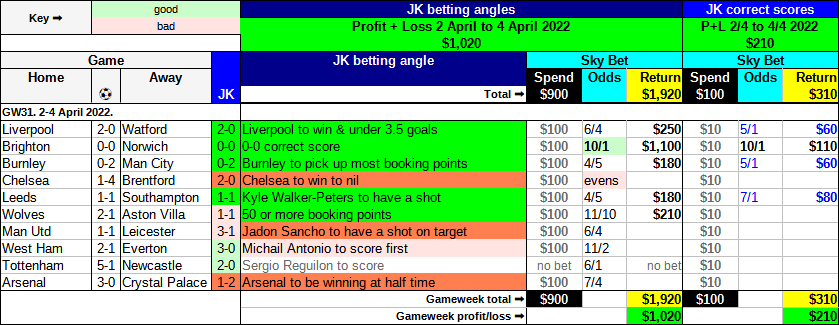 Key ➡ good JK betting angles JK correct scores
bad Profit + Loss 2 April to 4 April 2022 P+L 2/4 to 4/4 2022
$1,020 $210
Game JK JK betting angle Sky Bet Sky Bet
Home Away Spend Odds Return Spend Odds Return
Total ➡ $900 $1,920 $100 $310
GW31. 2-4 April 2022.
Liverpool 2-0 Watford 2-0 Liverpool to win & under 3.5 goals $100 6/4 $250 $10 5/1 $60
Brighton 0-0 Norwich 0-0 0-0 correct score $100 10/1 $1,100 $10 10/1 $110
Burnley 0-2 Man City 0-2 Burnley to pick up most booking points $100 4/5 $180 $10 5/1 $60
Chelsea 1-4 Brentford 2-0 Chelsea to win to nil $100 evens $10
Leeds 1-1 Southampton 1-1 Kyle Walker-Peters to have a shot $100 4/5 $180 $10 7/1 $80
Wolves 2-1 Aston Villa 1-1 50 or more booking points $100 11/10 $210 $10
Man Utd 1-1 Leicester 3-1 Jadon Sancho to have a shot on target $100 6/4 $10
West Ham 2-1 Everton 3-0 Michail Antonio to score first $100 11/2 $10
Tottenham 5-1 Newcastle 2-0 Sergio Reguilon to score no bet 6/1 no bet $10
Arsenal 3-0 Crystal Palace 1-2 Arsenal to be winning at half time $100 7/4 $10
Gameweek total ➡ $900 $1,920 $100 $310
Gameweek profit/loss ➡ $1,020 $210